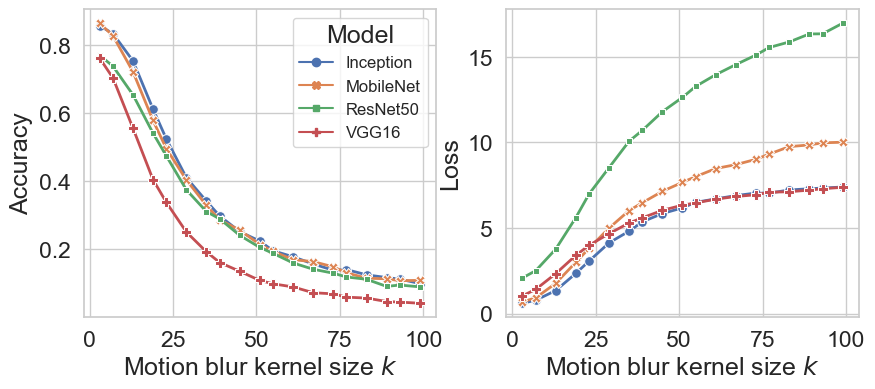 Model
Inception
MobileNet
ResNet50
VGG16
Accuracy
0.8
0.6
0.4
0.2
0 25 50 75 100
Motion blur kernel size k
Loss
15
10
5
0
0 25 50 75 100
Motion blur kernel size k